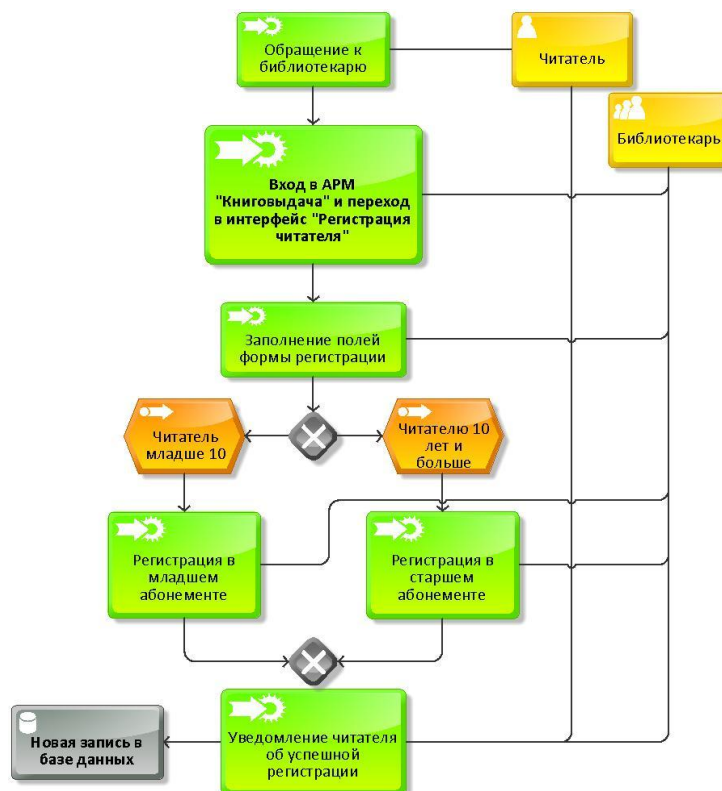 Обращение к
библиотекарю
Читатель
Библиотекарь
Вход в АРМ
"Книговыдача" и переход
в интерфейс "Регистрация
читателя"
Заполнение полей
формы регистрации
Читатель
младше 10
Читателю 10
лет и
больше
Регистрация в
младшем
абонементе
Регистрация в
старшем
абонементе
Новая запись в
базе данных
Уведомление читателя
об успешной
регистрации